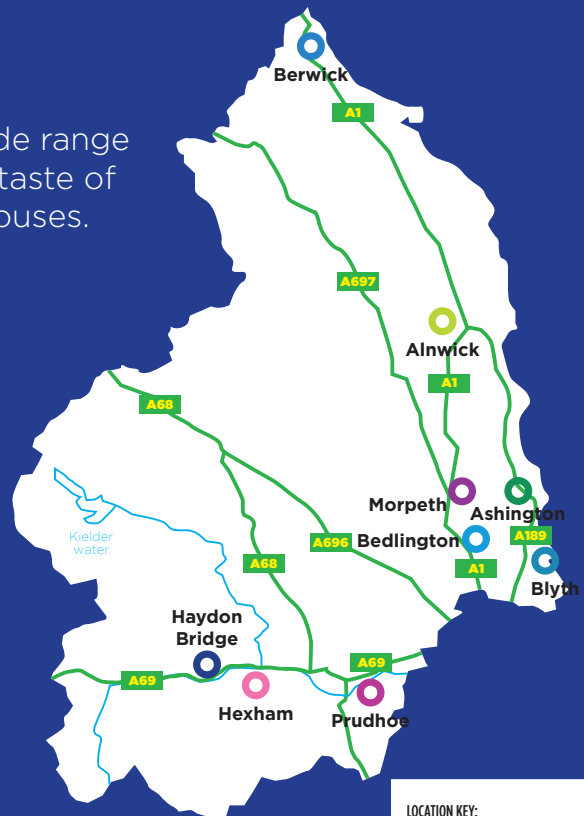 de range
taste of
ouses.
Berwick
A1
A697
Alnwick
A1
A68
Morpeth
Ashington
Kielder
water
Bedlington
A696
A189
A68
A1
Blyth
Haydon
Bridge
A69
A69
Hexham
Prudhoe
LOCATION KEY: